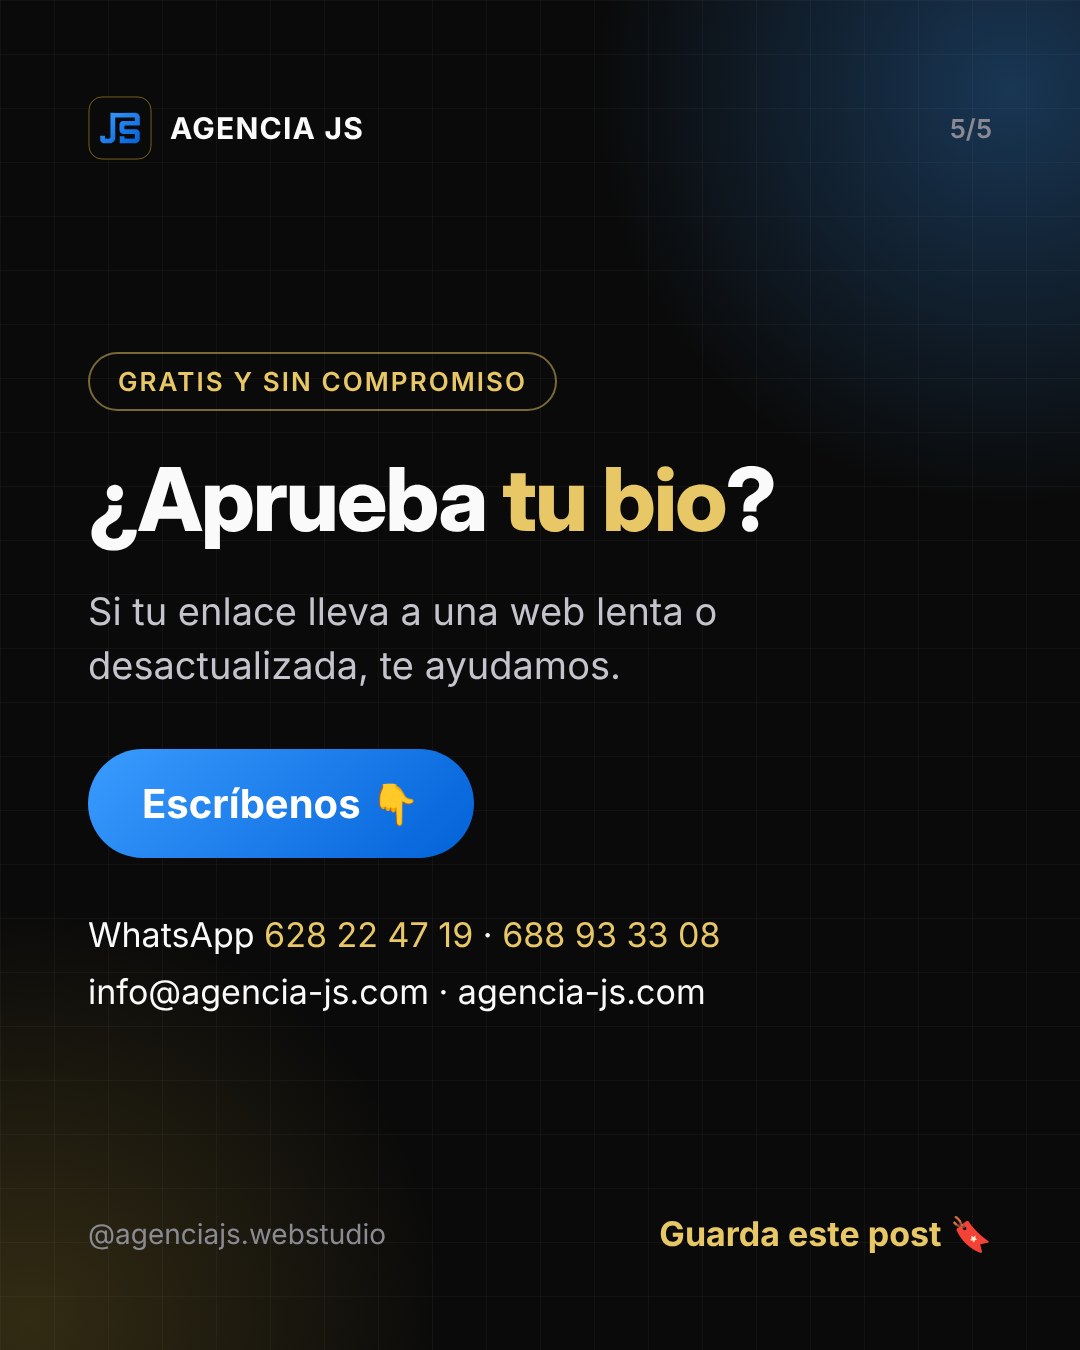 JS AGENCIA JS
5/5
GRATIS Y SIN COMPROMISO
¿Aprueba tu bio?
Si tu enlace lleva a una web lenta o
desactualizada, te ayudamos.
Escríbenos 👇
WhatsApp 628 22 47 19 · 688 93 33 08
info@agencia-js.com · agencia-js.com
@agenciajs.webstudio
Guarda este post 🔖